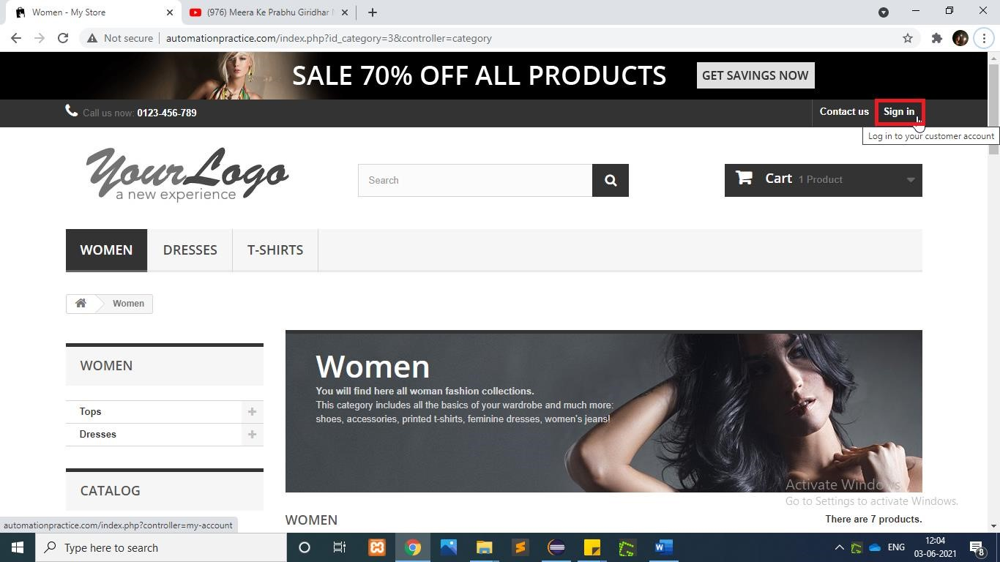 Women - My Store
(976) Meera Ke Prabhu Giridhar
Not secure
automationpractice.com/index.php?id_category=3&controller=category
SALE 70% OFF ALL PRODUCTS
GET SAVINGS NOW
Call us now: 0123-456-789
Contact us
Sign in
Log in to your customer account
YourLogo
a new experience
Search
Cart 1 Product
WOMEN
DRESSES
T-SHIRTS
Women
WOMEN
Tops
Dresses
CATALOG
Women
You will find here all woman fashion collections.
This category includes all the basics of your wardrobe and much more:
shoes, accessories, printed t-shirts, feminine dresses, women's jeans!
Activate Windows
Go to Settings to activate Windows.
WOMEN
There are 7 products.
automationpractice.com/index.php?controller=my-account
Type here to search
ENG
12:04
03-06-2021
8